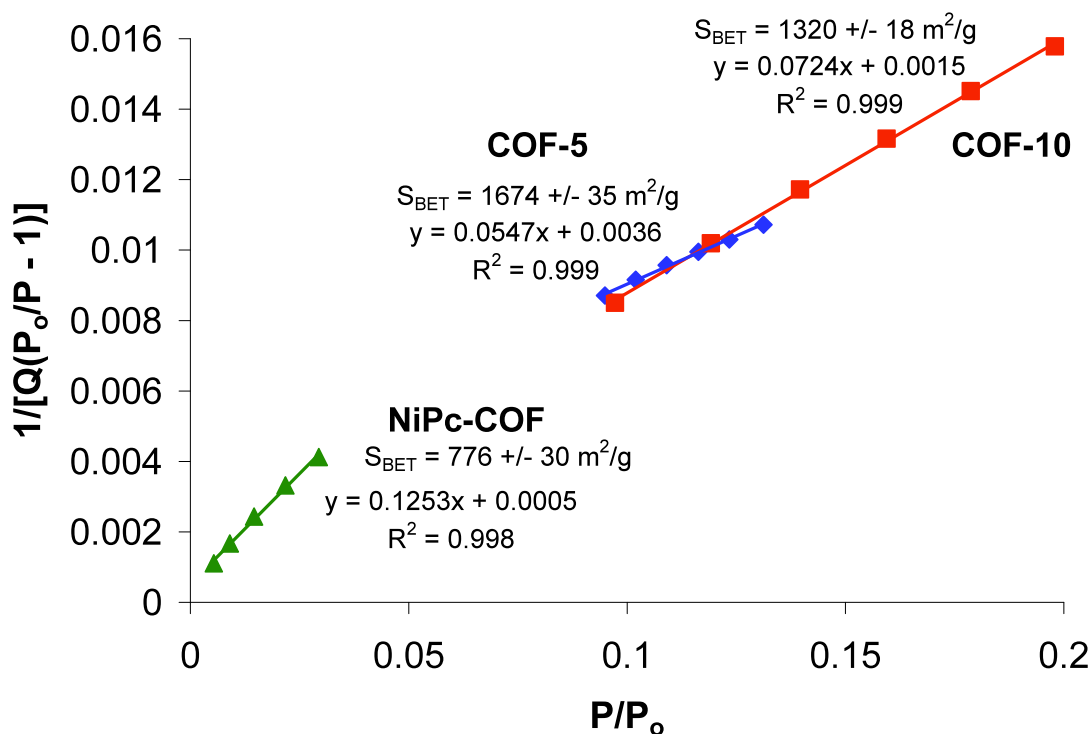 S_BET = 1320 +/- 18 m²/g
y = 0.0724x + 0.0015
R² = 0.999
COF-10
COF-5
S_BET = 1674 +/- 35 m²/g
y = 0.0547x + 0.0036
R² = 0.999
NiPc-COF
S_BET = 776 +/- 30 m²/g
y = 0.1253x + 0.0005
R² = 0.998
1/[Q(P_o/P - 1)]
0.016
0.014
0.012
0.01
0.008
0.006
0.004
0.002
0
0 0.05 0.1 0.15 0.2
P/P_o